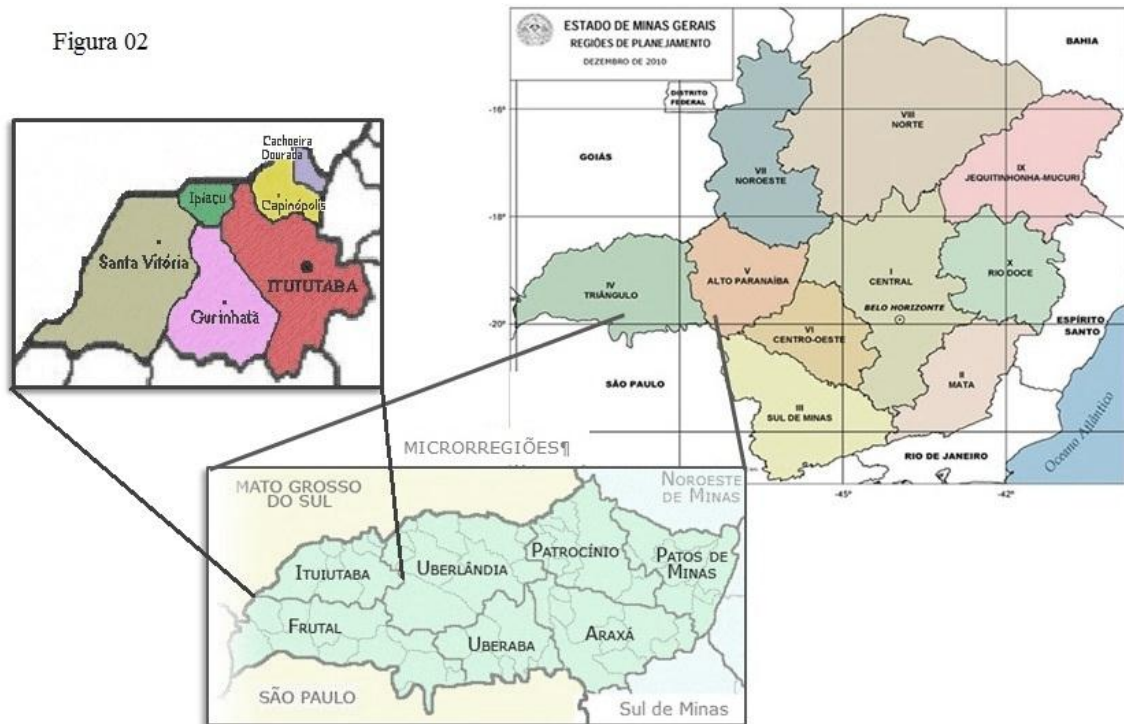 Figura 02
ESTADO DE MINAS GERAIS
REGIÕES DE PLANEJAMENTO
DEZEMBRO DE 2010
BAHIA
DISTRITO
FEDERAL
GOIÁS
-16°
VIII
NORTE
VII
NOROESTE
IX
JEQUITINHONHA-MUCURI
-18°
IV
TRIÂNGULO
V
ALTO PARANAÍBA
I
CENTRAL
X
RIO DOCE
BELO HORIZONTE
-20°
VI
CENTRO-OESTE
ESPÍRITO
SANTO
SÃO PAULO
II
MATA
III
SUL DE MINAS
RIO DE JANEIRO
Oceano Atlântico
-45°
-42°
Cachoeira
Dourada
Ipiaçu
Capinópolis
Santa Vitória
ITUIUTABA
Gurinhatã
MICRORREGIÕES¶
MATO GROSSO
DO SUL
NOROESTE
DE MINAS
ITUIUTABA
UBERLÂNDIA
PATROCÍNIO
PATOS DE
MINAS
FRUTAL
UBERABA
ARAXÁ
SÃO PAULO
Sul de Minas